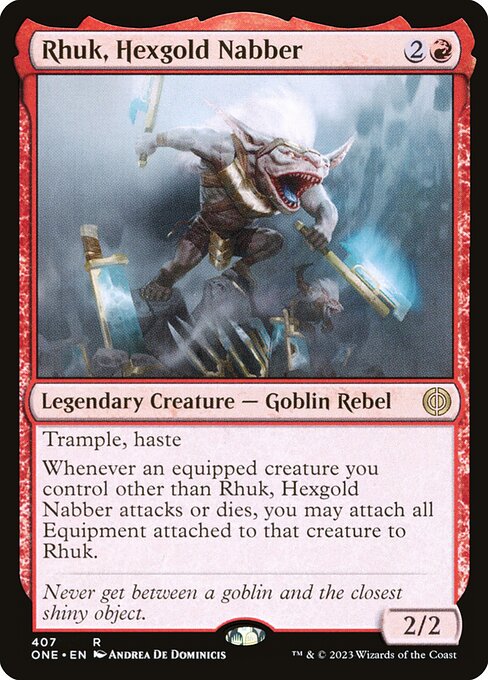 Rhuk, Hexgold Nabber 2
Legendary Creature — Goblin Rebel
Trample, haste
Whenever an equipped creature you
control other than Rhuk, Hexgold
Nabber attacks or dies, you may attach all
Equipment attached to that creature to
Rhuk.
Never get between a goblin and the closest
shiny object.
2/2
407 R
ONE • EN Andrea De Dominicis
™ & © 2023 Wizards of the Coast